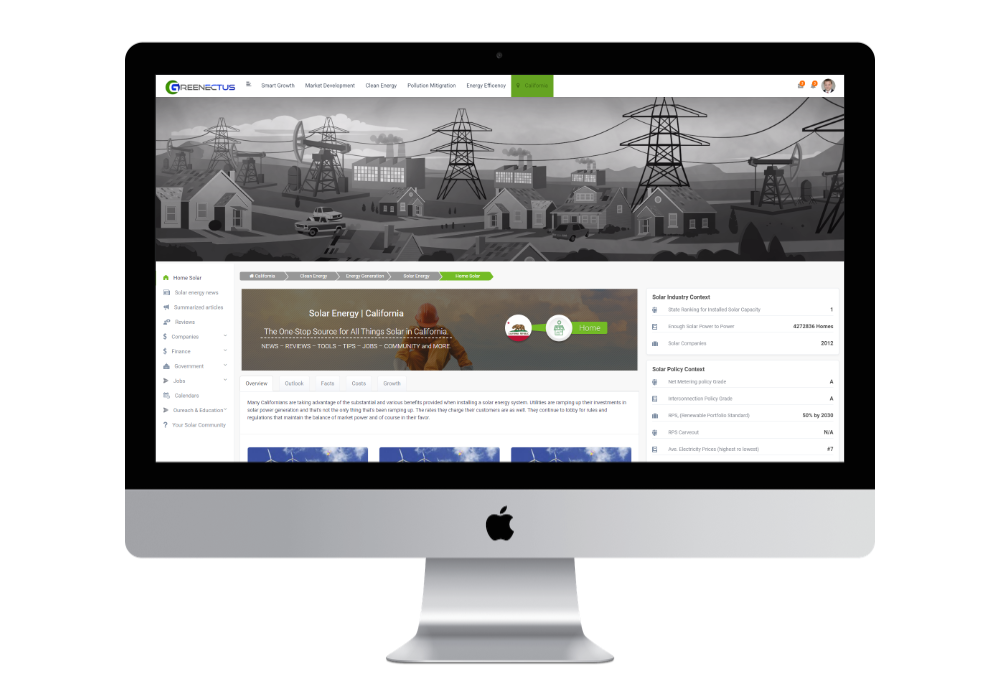 GREENECTUS
Smart Growth
Market Development
Clean Energy
Pollution Mitigation
Energy Efficency
California
California
Clean Energy
Energy Generation
Solar Energy
Home Solar
Home Solar
Solar energy news
Summarized articles
Reviews
Companies
Finance
Government
Jobs
Calendars
Outreach & Education
Your Solar Community
Solar Energy | California
The One-Stop Source for All Things Solar in California
NEWS – REVIEWS – TOOLS – TIPS – JOBS – COMMUNITY and MORE
Home
Overview
Outlook
Facts
Costs
Growth
Many Californians are taking advantage of the substantial and various benefits provided when installing a solar energy system. Utilities are ramping up their investments in
solar power generation and that's not the only thing that's been ramping up. The rates they charge their customers are as well. They continue to lobby for rules and
regulations that maintain the balance of market power and of course in their favor.
Solar Industry Context
State Ranking for Installed Solar Capacity 1
Enough Solar Power to Power 4272836 Homes
Solar Companies 2012
Solar Policy Context
Net Metering policy Grade A
Interconnection Policy Grade A
RPS, (Renewable Portfolio Standard) 50% by 2030
RPS Carveout N/A
Ave. Electricity Prices (highest to lowest) #7